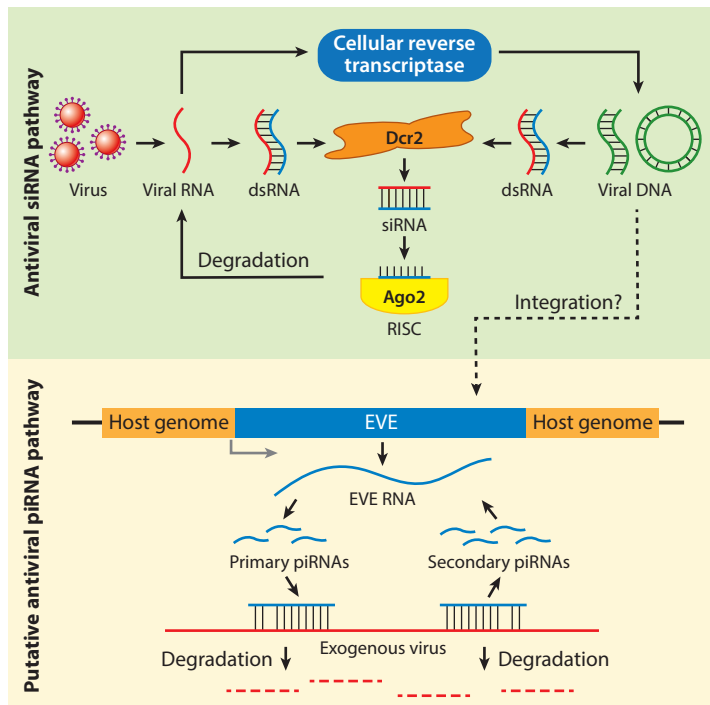 Antiviral siRNA pathway
Cellular reverse
transcriptase
Virus
Viral RNA
dsRNA
Dcr2
dsRNA
Viral DNA
siRNA
Degradation
Ago2
RISC
Integration?
Putative antiviral piRNA pathway
Host genome
EVE
Host genome
EVE RNA
Primary piRNAs
Secondary piRNAs
Exogenous virus
Degradation
Degradation